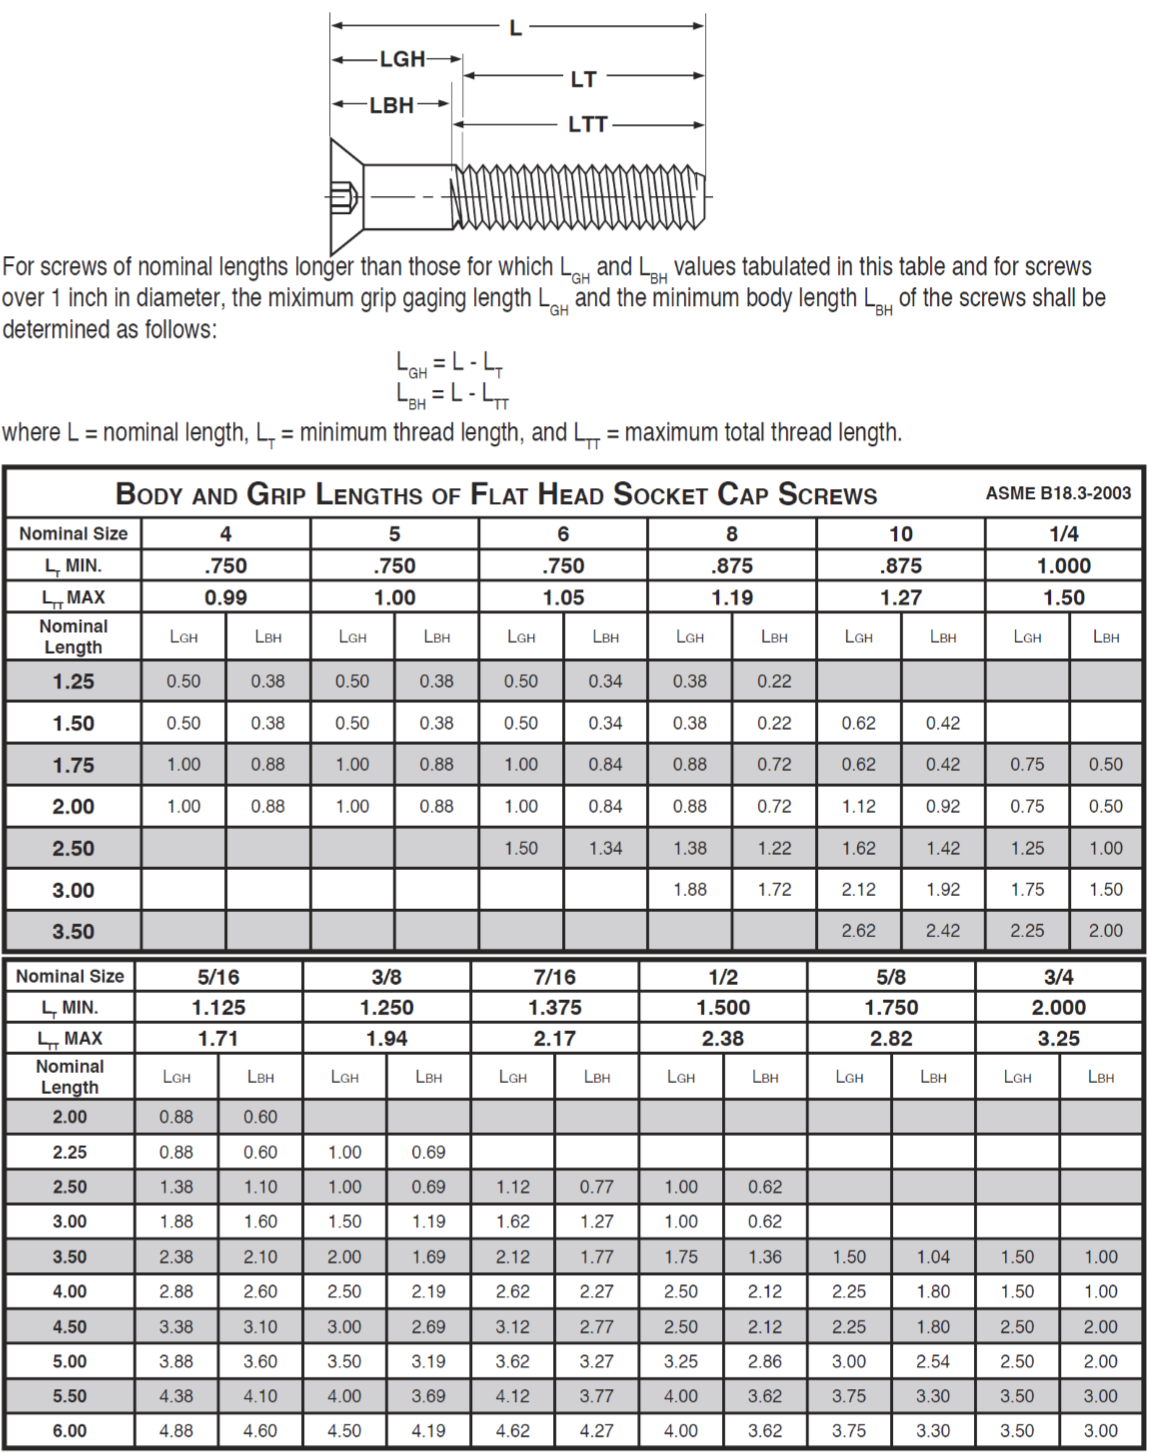 L
LGH
LT
LBH
LTT
For screws of nominal lengths longer than those for which LGH and LBH values tabulated in this table and for screws
over 1 inch in diameter, the miximum grip gaging length LGH and the minimum body length LBH of the screws shall be
determined as follows:
LGH = L - LT
LBH = L - LTT
where L = nominal length, LT = minimum thread length, and LTT = maximum total thread length.
BODY AND GRIP LENGTHS OF FLAT HEAD SOCKET CAP SCREWS ASME B18.3-2003
Nominal Size 4 5 6 8 10 1/4
LT MIN. .750 .750 .750 .875 .875 1.000
LTT MAX 0.99 1.00 1.05 1.19 1.27 1.50
Nominal
Length LGH LBH LGH LBH LGH LBH LGH LBH LGH LBH LGH LBH
1.25 0.50 0.38 0.50 0.38 0.50 0.34 0.38 0.22
1.50 0.50 0.38 0.50 0.38 0.50 0.34 0.38 0.22 0.62 0.42
1.75 1.00 0.88 1.00 0.88 1.00 0.84 0.88 0.72 0.62 0.42 0.75 0.50
2.00 1.00 0.88 1.00 0.88 1.00 0.84 0.88 0.72 1.12 0.92 0.75 0.50
2.50 1.50 1.34 1.38 1.22 1.62 1.42 1.25 1.00
3.00 1.88 1.72 2.12 1.92 1.75 1.50
3.50 2.62 2.42 2.25 2.00
Nominal Size 5/16 3/8 7/16 1/2 5/8 3/4
LT MIN. 1.125 1.250 1.375 1.500 1.750 2.000
LTT MAX 1.71 1.94 2.17 2.38 2.82 3.25
Nominal
Length LGH LBH LGH LBH LGH LBH LGH LBH LGH LBH LGH LBH
2.00 0.88 0.60
2.25 0.88 0.60 1.00 0.69
2.50 1.38 1.10 1.00 0.69 1.12 0.77 1.00 0.62
3.00 1.88 1.60 1.50 1.19 1.62 1.27 1.00 0.62
3.50 2.38 2.10 2.00 1.69 2.12 1.77 1.75 1.36 1.50 1.04 1.50 1.00
4.00 2.88 2.60 2.50 2.19 2.62 2.27 2.50 2.12 2.25 1.80 1.50 1.00
4.50 3.38 3.10 3.00 2.69 3.12 2.77 2.50 2.12 2.25 1.80 2.50 2.00
5.00 3.88 3.60 3.50 3.19 3.62 3.27 3.25 2.86 3.00 2.54 2.50 2.00
5.50 4.38 4.10 4.00 3.69 4.12 3.77 4.00 3.62 3.75 3.30 3.50 3.00
6.00 4.88 4.60 4.50 4.19 4.62 4.27 4.00 3.62 3.75 3.30 3.50 3.00